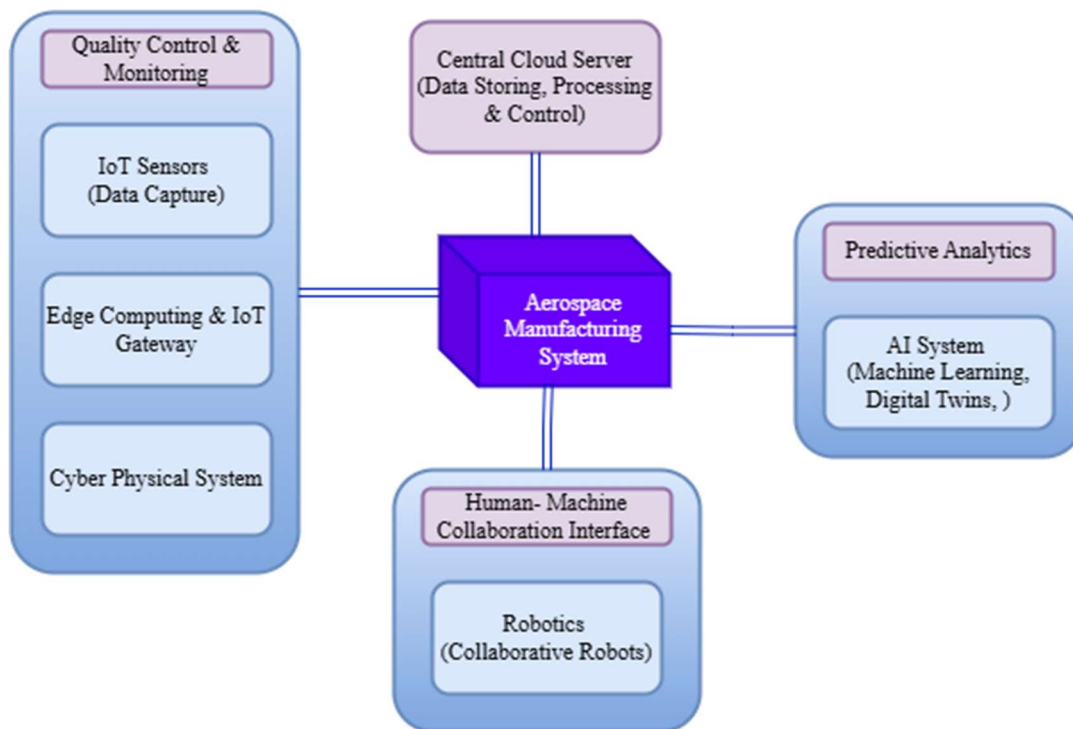 Quality Control &
Monitoring
IoT Sensors
(Data Capture)
Edge Computing & IoT
Gateway
Cyber Physical System
Central Cloud Server
(Data Storing, Processing
& Control)
Aerospace
Manufacturing
System
Predictive Analytics
AI System
(Machine Learning,
Digital Twins, )
Human- Machine
Collaboration Interface
Robotics
(Collaborative Robots)